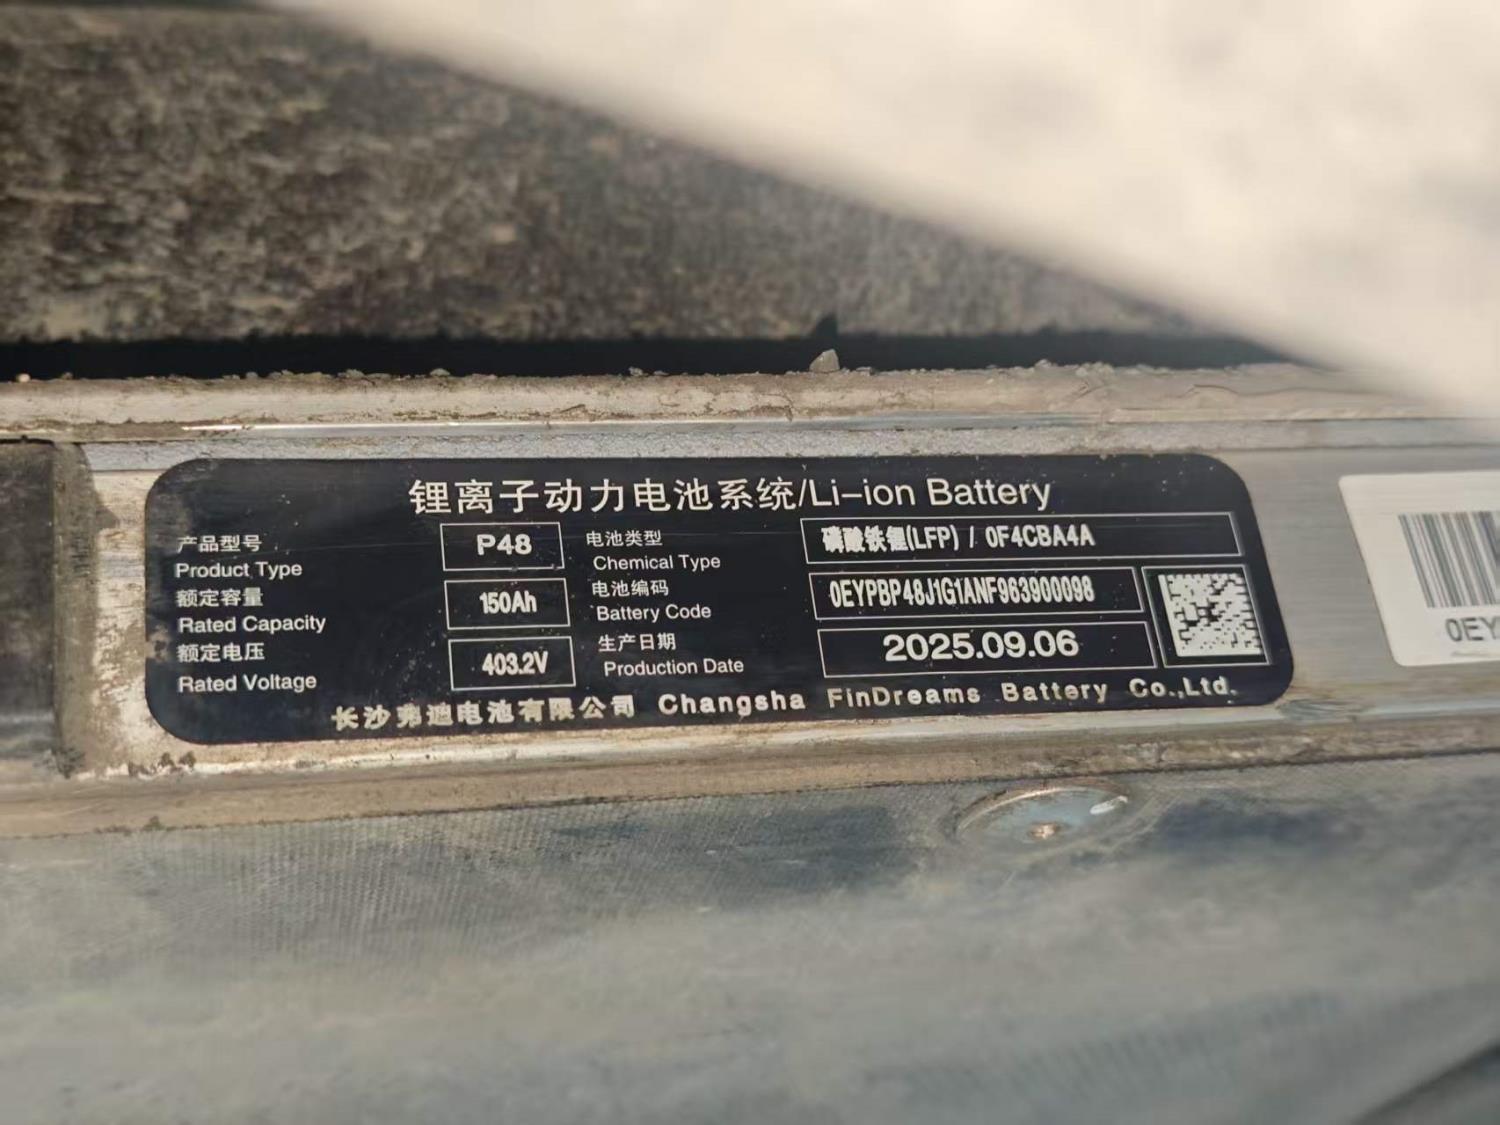 锂离子动力电池系统/Li-ion Battery
产品型号 P48 电池类型 磷酸铁锂(LFP) / 0F4CBA4A
Product Type Chemical Type
额定容量 150Ah 电池编码 0EYPBP48J1G1ANF963900098
Rated Capacity Battery Code
额定电压 403.2V 生产日期 2025.09.06
Rated Voltage Production Date
长沙弗迪电池有限公司 Changsha FinDreams Battery Co.,Ltd.
0EY